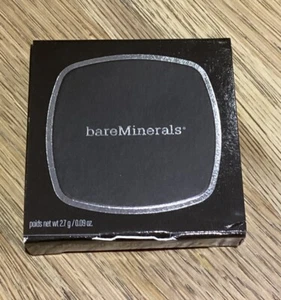 bareMinerals®
poids net wt 2.7 g / 0.09 oz.